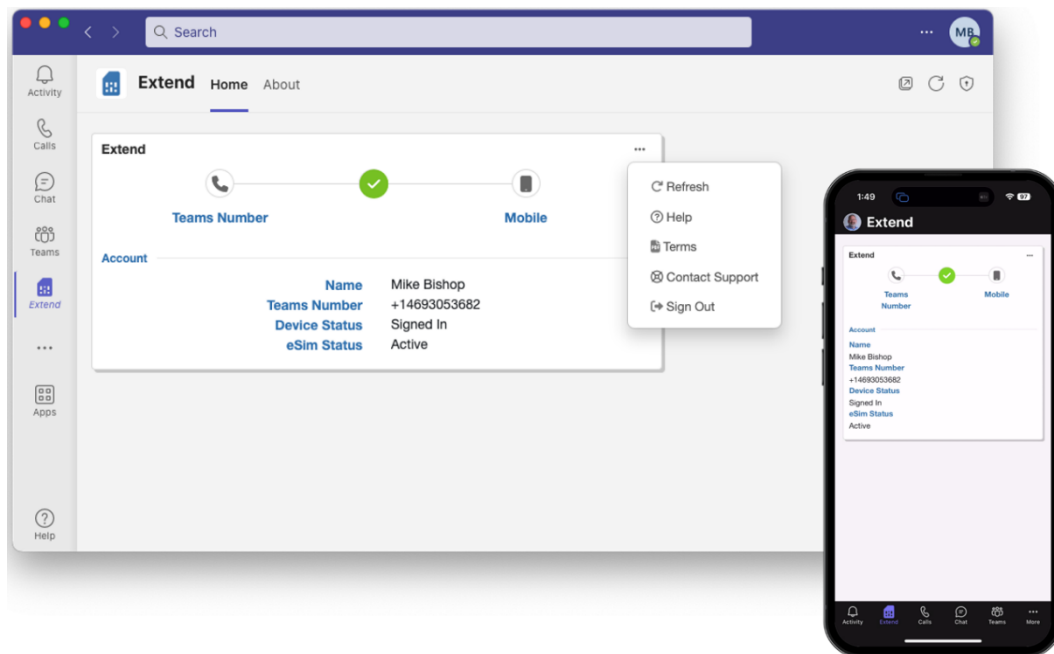 Search
MB
Activity
Calls
Chat
Teams
Extend
Apps
Help
Extend Home About
Extend
Teams Number Mobile
Account
Name Mike Bishop
Teams Number +14693053682
Device Status Signed In
eSim Status Active
Refresh
Help
Terms
Contact Support
Sign Out
1:49 97
Extend
Extend
Teams Mobile
Number
Account
Name
Mike Bishop
Teams Number
+14693053682
Device Status
Signed In
eSim Status
Active
Activity Extend Calls Chat Teams More